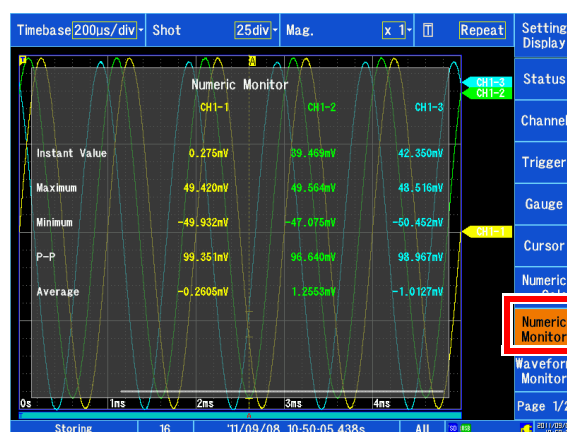 Timebase 200µs/div Shot 25div Mag. x 1 T Repeat
Setting
Display
Status
Channel
Trigger
Gauge
Cursor
Numeric
Numeric
Monitor
Waveform
Monitor
Page 1/2
T A
CH1-3
CH1-2
CH1-1
Numeric Monitor
CH1-1 CH1-2 CH1-3
Instant Value 0.275mV 39.469mV 42.350mV
Maximum 49.420mV 49.564mV 48.516mV
Minimum -49.932mV -47.075mV -50.452mV
P-P 99.351mV 96.640mV 98.967mV
Average -0.2605mV 1.2553mV -1.0127mV
0s 1ms 2ms 3ms 4ms
Storing 16 '11/09/08 10:50:05.438s All SD